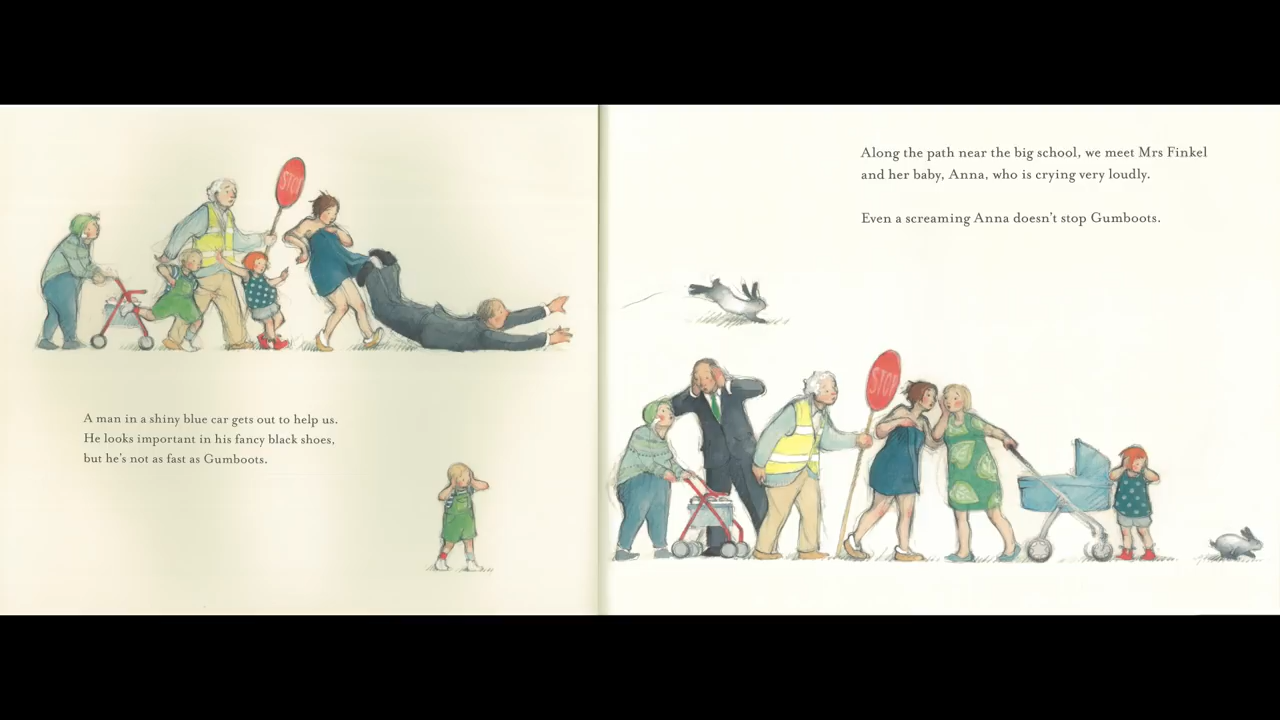 STOP
A man in a shiny blue car gets out to help us.
He looks important in his fancy black shoes,
but he's not as fast as Gumboots.
Along the path near the big school, we meet Mrs Finkel
and her baby, Anna, who is crying very loudly.
Even a screaming Anna doesn't stop Gumboots.
STOP